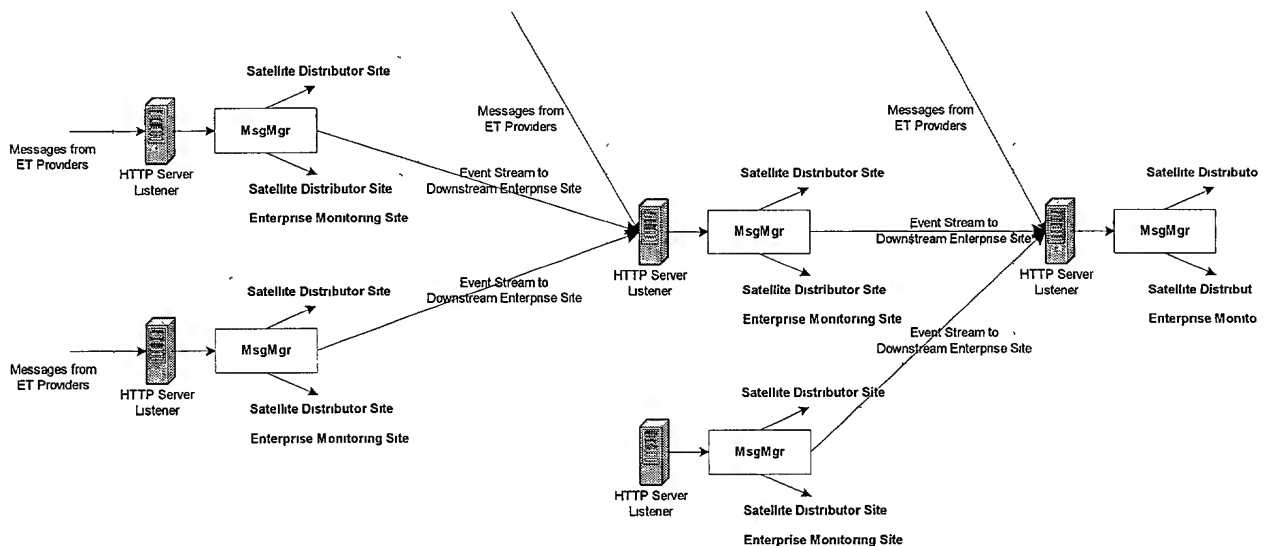 Satellite Distributor Site
MsgMgr
Messages from
ET Providers
HTTP Server
Listener
Satellite Distributor Site
Enterprise Monitoring Site
Event Stream to
Downstream Enterprise Site
Satellite Distributor Site
MsgMgr
Messages from
ET Providers
HTTP Server
Listener
Satellite Distributor Site
Enterprise Monitoring Site
Event Stream to
Downstream Enterprise Site
Messages from
ET Providers
HTTP Server
Listener
Satellite Distributor Site
MsgMgr
Satellite Distributor Site
Enterprise Monitoring Site
Event Stream to
Downstream Enterprise Site
Event Stream to
Downstream Enterprise Site
Satellite Distributor Site
MsgMgr
HTTP Server
Listener
Satellite Distributor Site
Enterprise Monitoring Site
Messages from
ET Providers
HTTP Server
Listener
Satellite Distributo
MsgMgr
Satellite Distribut
Enterprise Monito